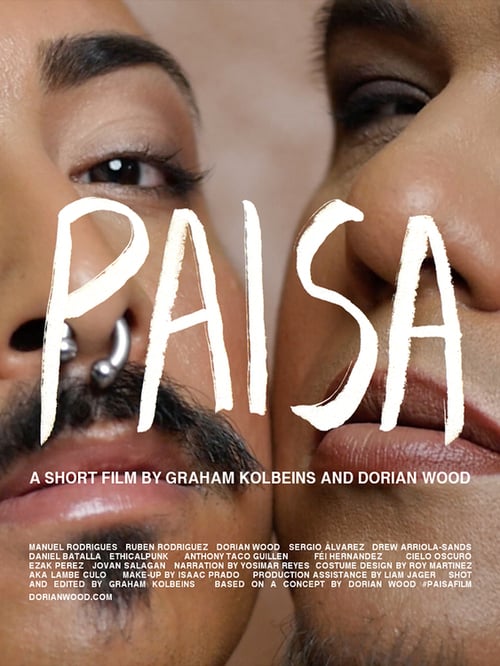 PAISA
A SHORT FILM BY GRAHAM KOLBEINS AND DORIAN WOOD
MANUEL RODRIGUES RUBEN RODRIGUEZ DORIAN WOOD SERGIO ÁLVAREZ DREW ARRIOLA-SANDS
DANIEL BATALLA ETHICALPUNK ANTHONY TACO GUILLEN FÉI HERNANDEZ CIELO OSCURO
EZAK PEREZ JOVAN SALAGAN NARRATION BY YOSIMAR REYES COSTUME DESIGN BY ROY MARTINEZ
AKA LAMBE CULO MAKE-UP BY ISAAC PRADO PRODUCTION ASSISTANCE BY LIAM JAGER SHOT
AND EDITED BY GRAHAM KOLBEINS BASED ON A CONCEPT BY DORIAN WOOD #PAISAFILM
DORIANWOOD.COM